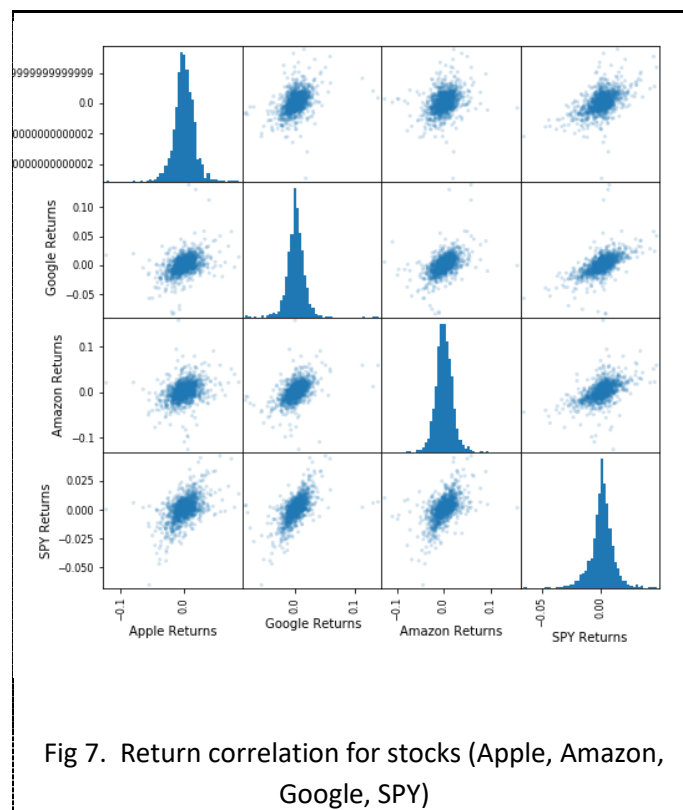 9999999999999
0.0
0000000000002
0000000000002
Google Returns
0.10
0.05
0.00
−0.05
Amazon Returns
0.1
0.0
−0.1
SPY Returns
0.025
0.000
−0.025
−0.050
−0.1
0.0
0.0
0.1
−0.1
0.0
0.1
−0.05
0.00
Apple Returns
Google Returns
Amazon Returns
SPY Returns
Fig 7. Return correlation for stocks (Apple, Amazon,
Google, SPY)